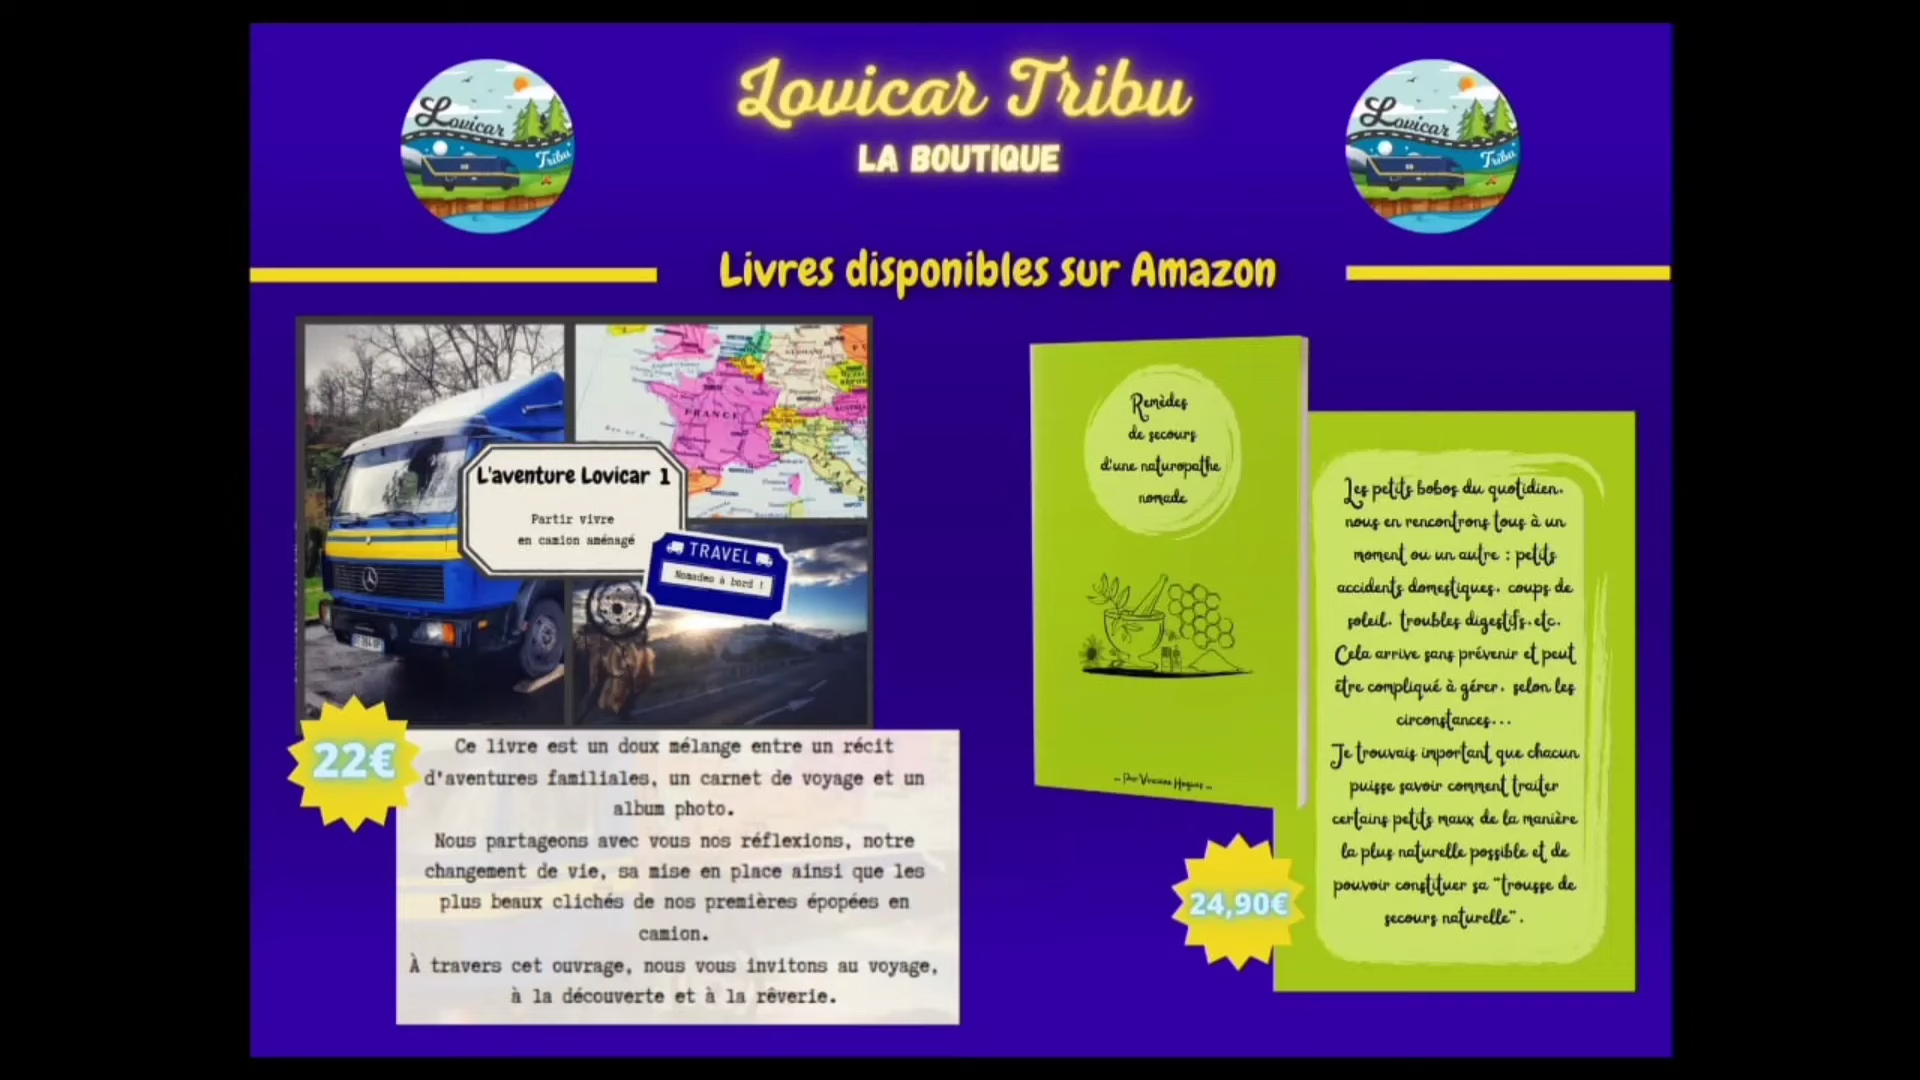 Lovicar
Tribu
Lovicar Tribu
LA BOUTIQUE
Lovicar
Tribu
Livres disponibles sur Amazon
L'aventure Lovicar 1
Partir vivre
en camion aménagé
TRAVEL
Nomades à bord !
FRANCE
22€
Ce livre est un doux mélange entre un récit
d'aventures familiales, un carnet de voyage et un
album photo.
Nous partageons avec vous nos réflexions, notre
changement de vie, sa mise en place ainsi que les
plus beaux clichés de nos premières épopées en
camion.
À travers cet ouvrage, nous vous invitons au voyage,
à la découverte et à la rêverie.
Remèdes
de secours
d'une naturopathe
nomade
24,90€
Les petits bobos du quotidien,
nous en rencontrons tous à un
moment ou un autre : petits
accidents domestiques, coups de
soleil, troubles digestifs,etc.
Cela arrive sans prévenir et peut
être compliqué à gérer, selon les
circonstances...
Je trouvais important que chacun
puisse savoir comment traiter
certains petits maux de la manière
la plus naturelle possible et de
pouvoir constituer sa "trousse de
secours naturelle".